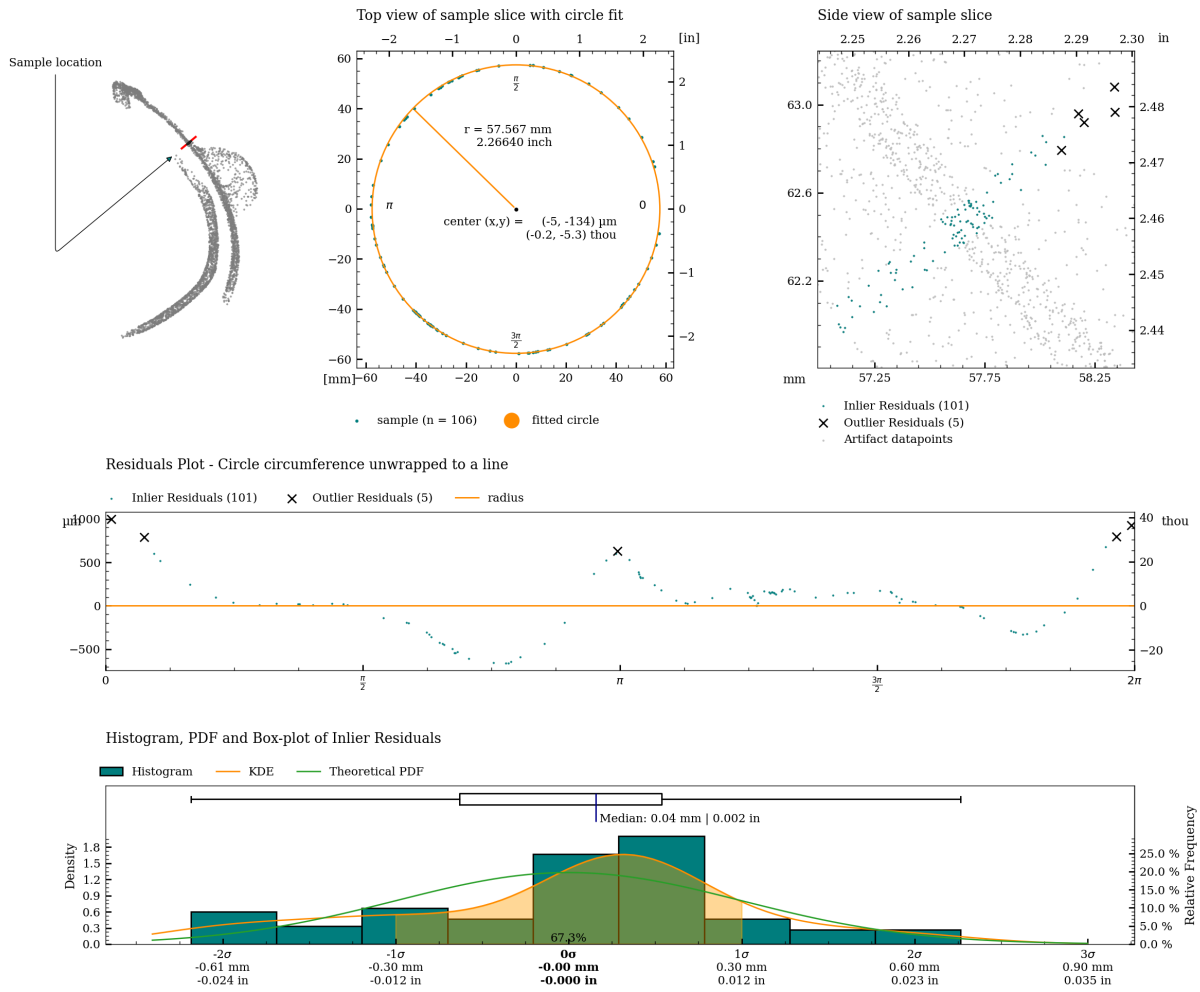 Sample location
Top view of sample slice with circle fit
−2 −1 0 1 2 [in]
60
40
20
0
−20
−40
−60
2
1
0
−1
−2
π/2
r = 57.567 mm
2.26640 inch
π
0
center (x,y) = (-5, -134) µm
(-0.2, -5.3) thou
3π/2
[mm]
−60 −40 −20 0 20 40 60
sample (n = 106) fitted circle
Side view of sample slice
2.25 2.26 2.27 2.28 2.29 2.30 in
63.0
62.6
62.2
2.48
2.47
2.46
2.45
2.44
mm 57.25 57.75 58.25
Inlier Residuals (101)
Outlier Residuals (5)
Artifact datapoints
Residuals Plot - Circle circumference unwrapped to a line
Inlier Residuals (101) Outlier Residuals (5) radius
µm
1000
500
0
−500
40 thou
20
0
−20
0 π/2 π 3π/2 2π
Histogram, PDF and Box-plot of Inlier Residuals
Histogram KDE Theoretical PDF
Median: 0.04 mm | 0.002 in
Density
1.8
1.5
1.2
0.9
0.6
0.3
0.0
67.3%
25.0 %
20.0 %
15.0 %
10.0 %
5.0 %
0.0 %
Relative Frequency
-2σ -1σ 0σ 1σ 2σ 3σ
-0.61 mm -0.30 mm -0.00 mm 0.30 mm 0.60 mm 0.90 mm
-0.024 in -0.012 in -0.000 in 0.012 in 0.023 in 0.035 in